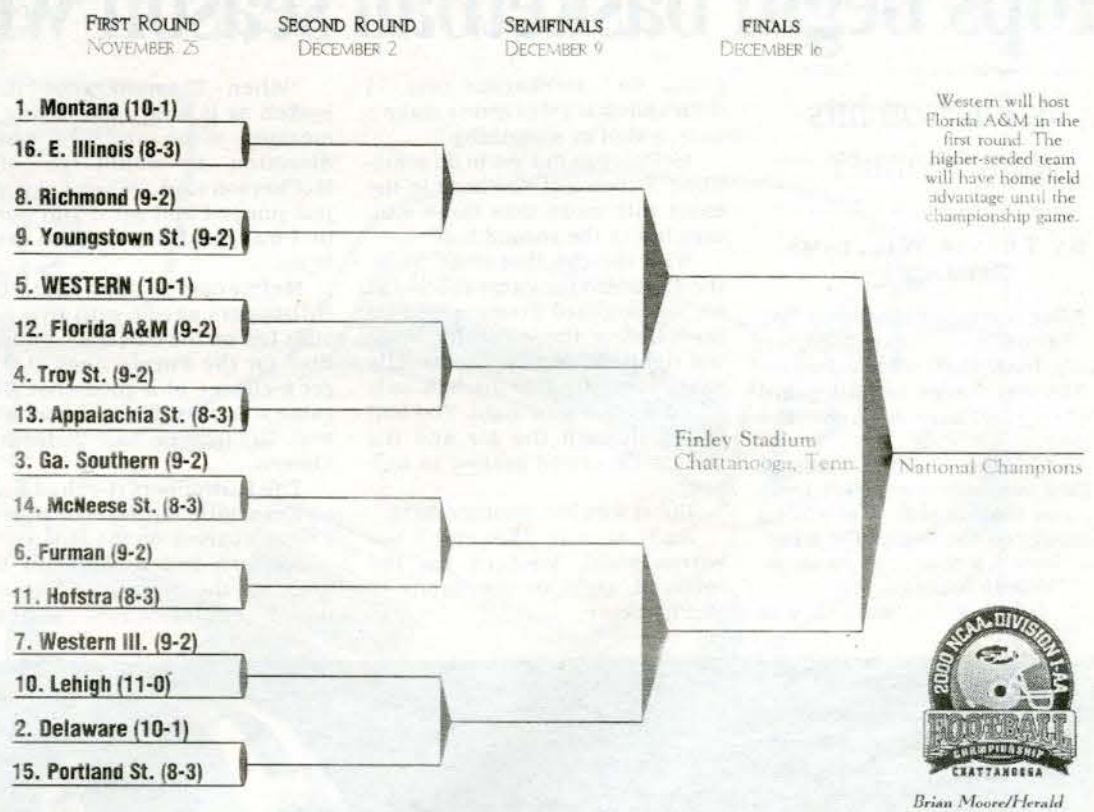 FIRST ROUND
NOVEMBER 25
SECOND ROUND
DECEMBER 2
SEMIFINALS
DECEMBER 9
FINALS
DECEMBER 16
1. Montana (10-1)
16. E. Illinois (8-3)
8. Richmond (9-2)
9. Youngstown St. (9-2)
5. WESTERN (10-1)
12. Florida A&M (9-2)
4. Troy St. (9-2)
13. Appalachia St. (8-3)
3. Ga. Southern (9-2)
14. McNeese St. (8-3)
6. Furman (9-2)
11. Hofstra (8-3)
7. Western Ill. (9-2)
10. Lehigh (11-0)
2. Delaware (10-1)
15. Portland St. (8-3)
Finley Stadium
Chattanooga, Tenn.
National Champions
Western will host
Florida A&M in the
first round. The
higher-seeded team
will have home field
advantage until the
championship game.
2000 NCAA DIVISION I-AA
FOOTBALL
CHAMPIONSHIP
CHATTANOOGA
Brian Moore/Herald